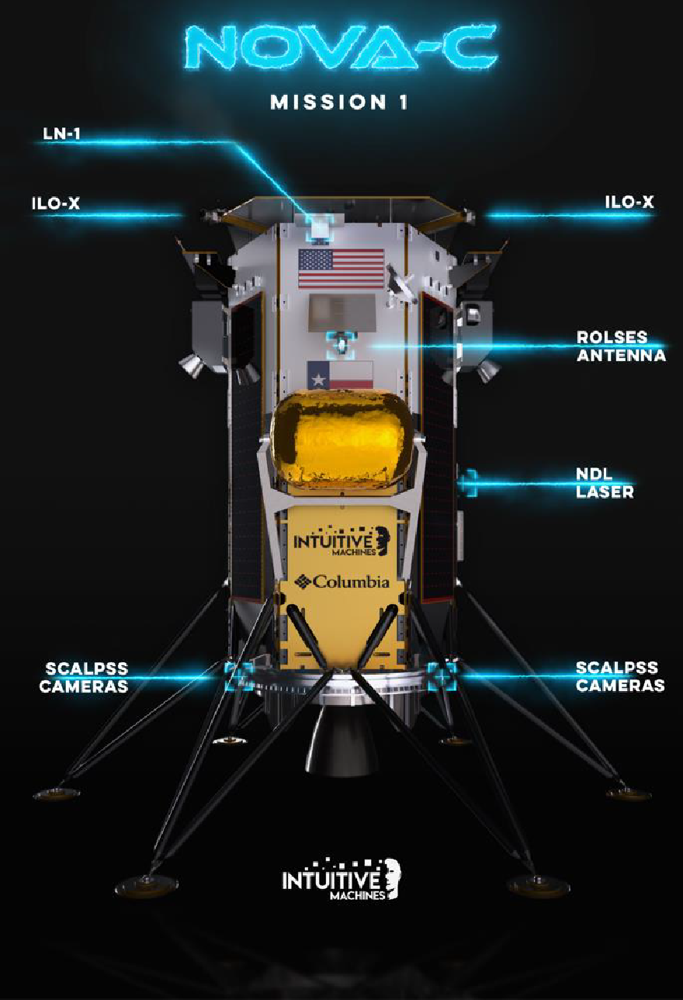 NOVA-C
MISSION 1
LN-1
ILO-X
ILO-X
ROLSES
ANTENNA
INTUITIVE
MACHINES
Columbia
NDL
LASER
SCALPSS
CAMERAS
SCALPSS
CAMERAS
INTUITIVE
MACHINES